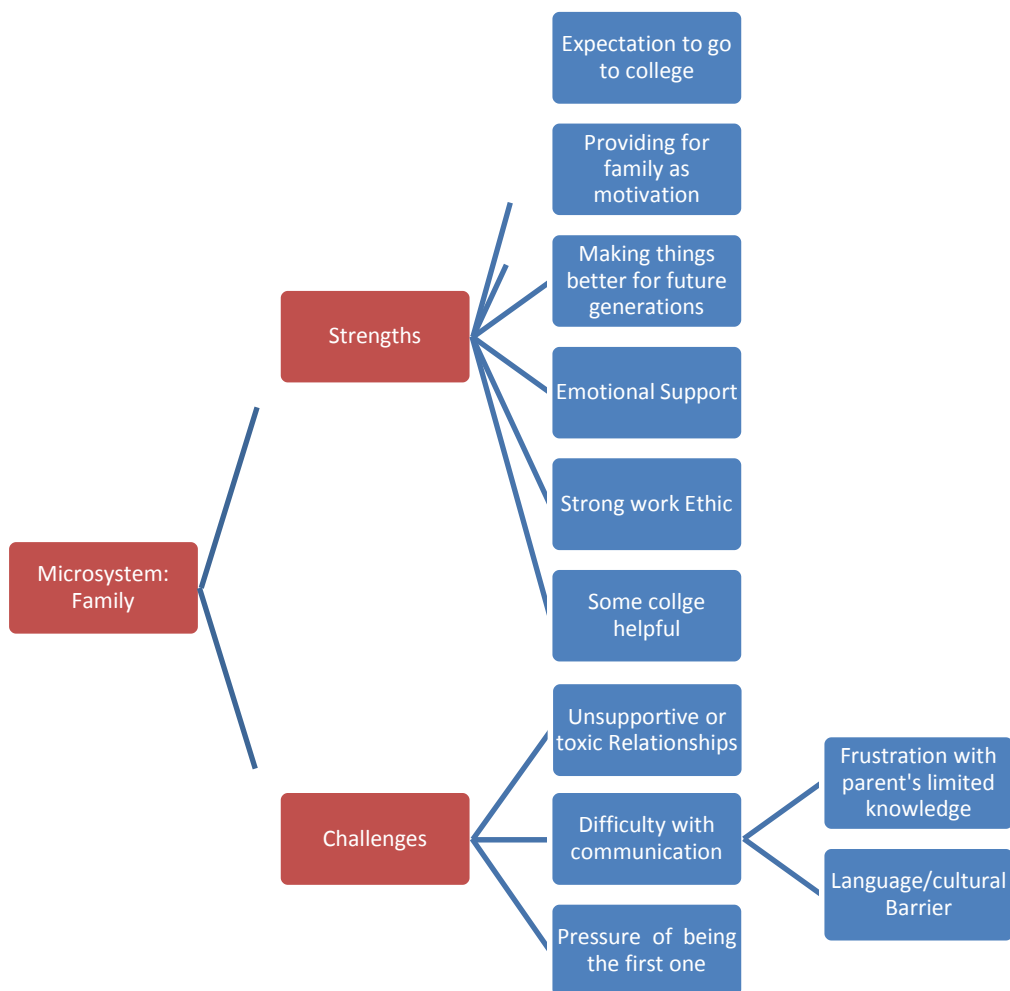 Expectation to go
to college
Providing for
family as
motivation
Making things
better for future
generations
Strengths
Emotional Support
Strong work Ethic
Microsystem:
Family
Some collge
helpful
Unsupportive or
toxic Relationships
Frustration with
parent's limited
knowledge
Challenges
Difficulty with
communication
Language/cultural
Barrier
Pressure of being
the first one